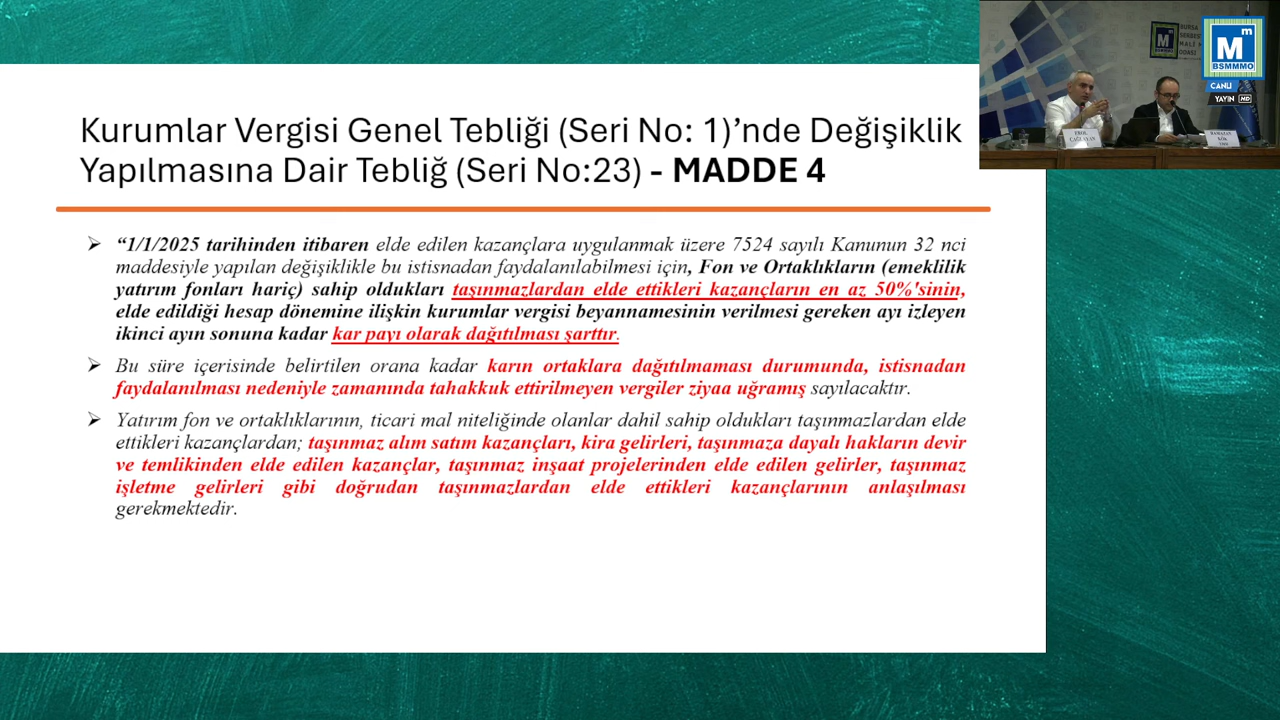 Kurumlar Vergisi Genel Tebliği (Seri No: 1)’nde Değişiklik
Yapılmasına Dair Tebliğ (Seri No:23) - MADDE 4
➢ “1/1/2025 tarihinden itibaren elde edilen kazançlara uygulanmak üzere 7524 sayılı Kanunun 32 nci
maddesiyle yapılan değişiklikle bu istisnadan faydalanılabilmesi için, Fon ve Ortaklıkların (emeklilik
yatırım fonları hariç) sahip oldukları taşınmazlardan elde ettikleri kazançların en az 50%'sinin,
elde edildiği hesap dönemine ilişkin kurumlar vergisi beyannamesinin verilmesi gereken ayı izleyen
ikinci ayın sonuna kadar kar payı olarak dağıtılması şarttır.
➢ Bu süre içerisinde belirtilen orana kadar karın ortaklara dağıtılmaması durumunda, istisnadan
faydalanılması nedeniyle zamanında tahakkuk ettirilmeyen vergiler ziyaa uğramış sayılacaktır.
➢ Yatırım fon ve ortaklıklarının, ticari mal niteliğinde olanlar dahil sahip oldukları taşınmazlardan elde
ettikleri kazançlardan; taşınmaz alım satım kazançları, kira gelirleri, taşınmaza dayalı hakların devir
ve temlikinden elde edilen kazançlar, taşınmaz inşaat projelerinden elde edilen gelirler, taşınmaz
işletme gelirleri gibi doğrudan taşınmazlardan elde ettikleri kazançlarının anlaşılması
gerekmektedir.
BURSA
MALİ
ODASI
Mm
BSMMMO
CANLI
YAYIN HD